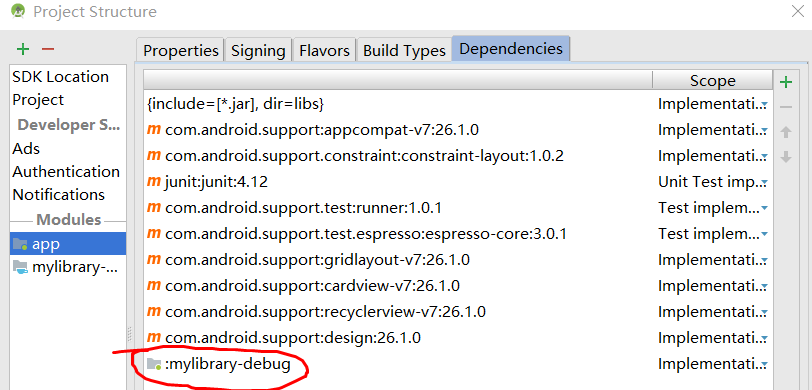 Project Structure
Properties Signing Flavors Build Types Dependencies
SDK Location
Project
Developer S...
Ads
Authentication
Notifications
Modules
app
mylibrary-...
Scope
{include=[*.jar], dir=libs} Implementati...
m com.android.support:appcompat-v7:26.1.0 Implementati...
m com.android.support.constraint:constraint-layout:1.0.2 Implementati...
m junit:junit:4.12 Unit Test imp...
m com.android.support.test:runner:1.0.1 Test implem...
m com.android.support.test.espresso:espresso-core:3.0.1 Test implem...
m com.android.support:gridlayout-v7:26.1.0 Implementati...
m com.android.support:cardview-v7:26.1.0 Implementati...
m com.android.support:recyclerview-v7:26.1.0 Implementati...
m com.android.support:design:26.1.0 Implementati...
:mylibrary-debug Implementati...